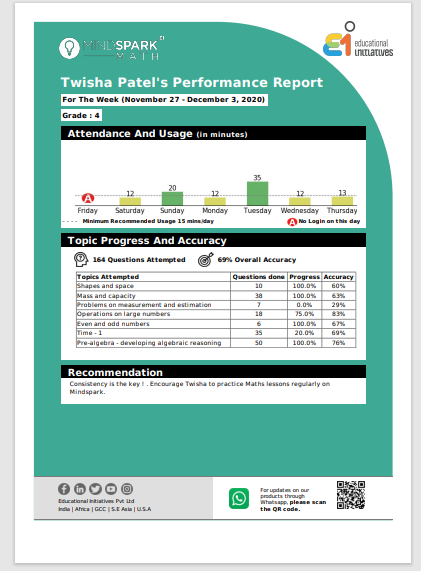 MINDSPARK
MATH
ei
educational
initiatives
Twisha Patel's Performance Report
For The Week (November 27 - December 3, 2020)
Grade : 4
Attendance And Usage (in minutes)
A 12 20 12 35 12 13
Friday Saturday Sunday Monday Tuesday Wednesday Thursday
Minimum Recommended Usage 15 mins/day A No Login on this day
Topic Progress And Accuracy
164 Questions Attempted 69% Overall Accuracy
Topics Attempted Questions done Progress Accuracy
Shapes and space 10 100.0% 60%
Mass and capacity 38 100.0% 63%
Problems on measurement and estimation 7 0.0% 29%
Operations on large numbers 18 75.0% 83%
Even and odd numbers 6 100.0% 67%
Time - 1 35 20.0% 69%
Pre-algebra - developing algebraic reasoning 50 100.0% 76%
Recommendation
Consistency is the key ! . Encourage Twisha to practice Maths lessons regularly on
Mindspark.
Educational Initiatives Pvt Ltd
India | Africa | GCC | S.E Asia | U.S.A
For updates on our
products through
Whatsapp, please scan
the QR code.